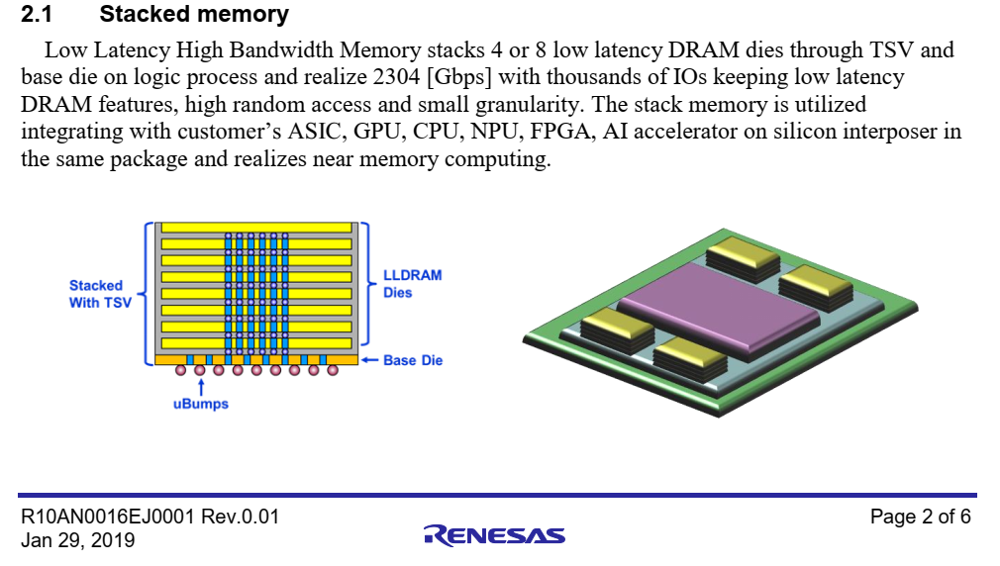 2.1 Stacked memory
Low Latency High Bandwidth Memory stacks 4 or 8 low latency DRAM dies through TSV and
base die on logic process and realize 2304 [Gbps] with thousands of IOs keeping low latency
DRAM features, high random access and small granularity. The stack memory is utilized
integrating with customer’s ASIC, GPU, CPU, NPU, FPGA, AI accelerator on silicon interposer in
the same package and realizes near memory computing.
Stacked
With TSV
LLDRAM
Dies
Base Die
uBumps
R10AN0016EJ0001 Rev.0.01
Jan 29, 2019
RENESAS
Page 2 of 6